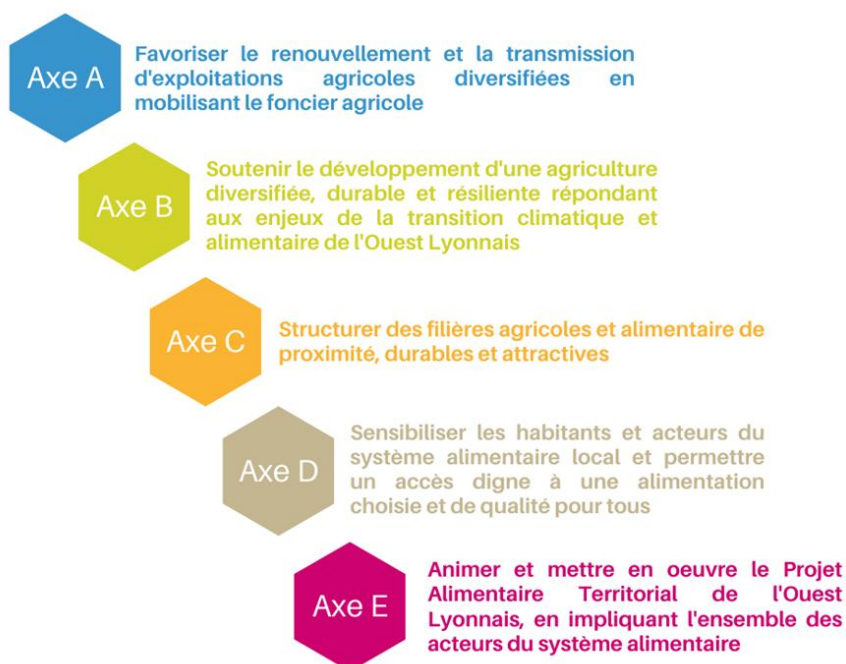 Axe A
Favoriser le renouvellement et la transmission
d'exploitations agricoles diversifiées en
mobilisant le foncier agricole
Axe B
Soutenir le développement d'une agriculture
diversifiée, durable et résiliente répondant
aux enjeux de la transition climatique et
alimentaire de l'Ouest Lyonnais
Axe C
Structurer des filières agricoles et alimentaire de
proximité, durables et attractives
Axe D
Sensibiliser les habitants et acteurs du
système alimentaire local et permettre
un accès digne à une alimentation
choisie et de qualité pour tous
Axe E
Animer et mettre en oeuvre le Projet
Alimentaire Territorial de l'Ouest
Lyonnais, en impliquant l'ensemble des
acteurs du système alimentaire